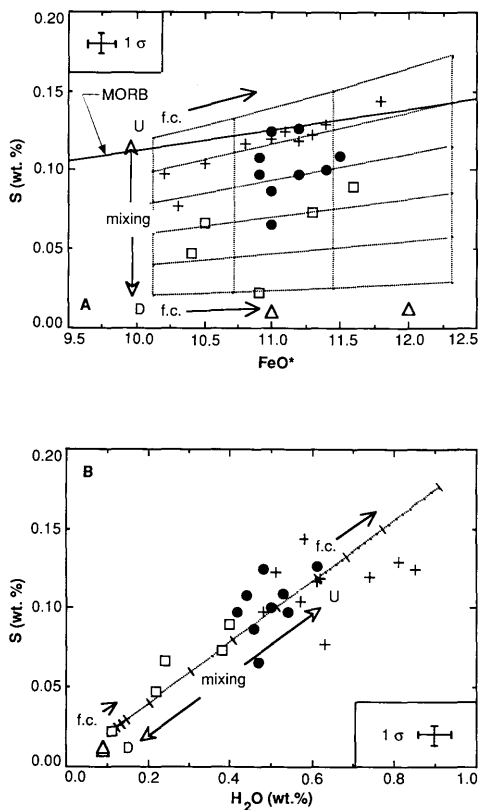 0.20
1 σ
MORB
U
f.c.
0.15
0.10
mixing
0.05
A
D
f.c.
0.00
S (wt. %)
9.5 10.0 10.5 11.0 11.5 12.0 12.5
FeO*
0.20
B
0.15
f.c.
0.10
U
mixing
0.05
f.c.
D
1 σ
0.00
S (wt. %)
0.0 0.2 0.4 0.6 0.8 1.0
H2O (wt.%)